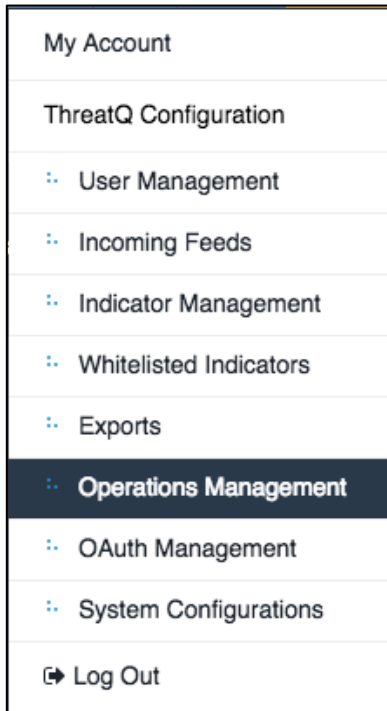 My Account
ThreatQ Configuration
User Management
Incoming Feeds
Indicator Management
Whitelisted Indicators
Exports
Operations Management
OAuth Management
System Configurations
Log Out